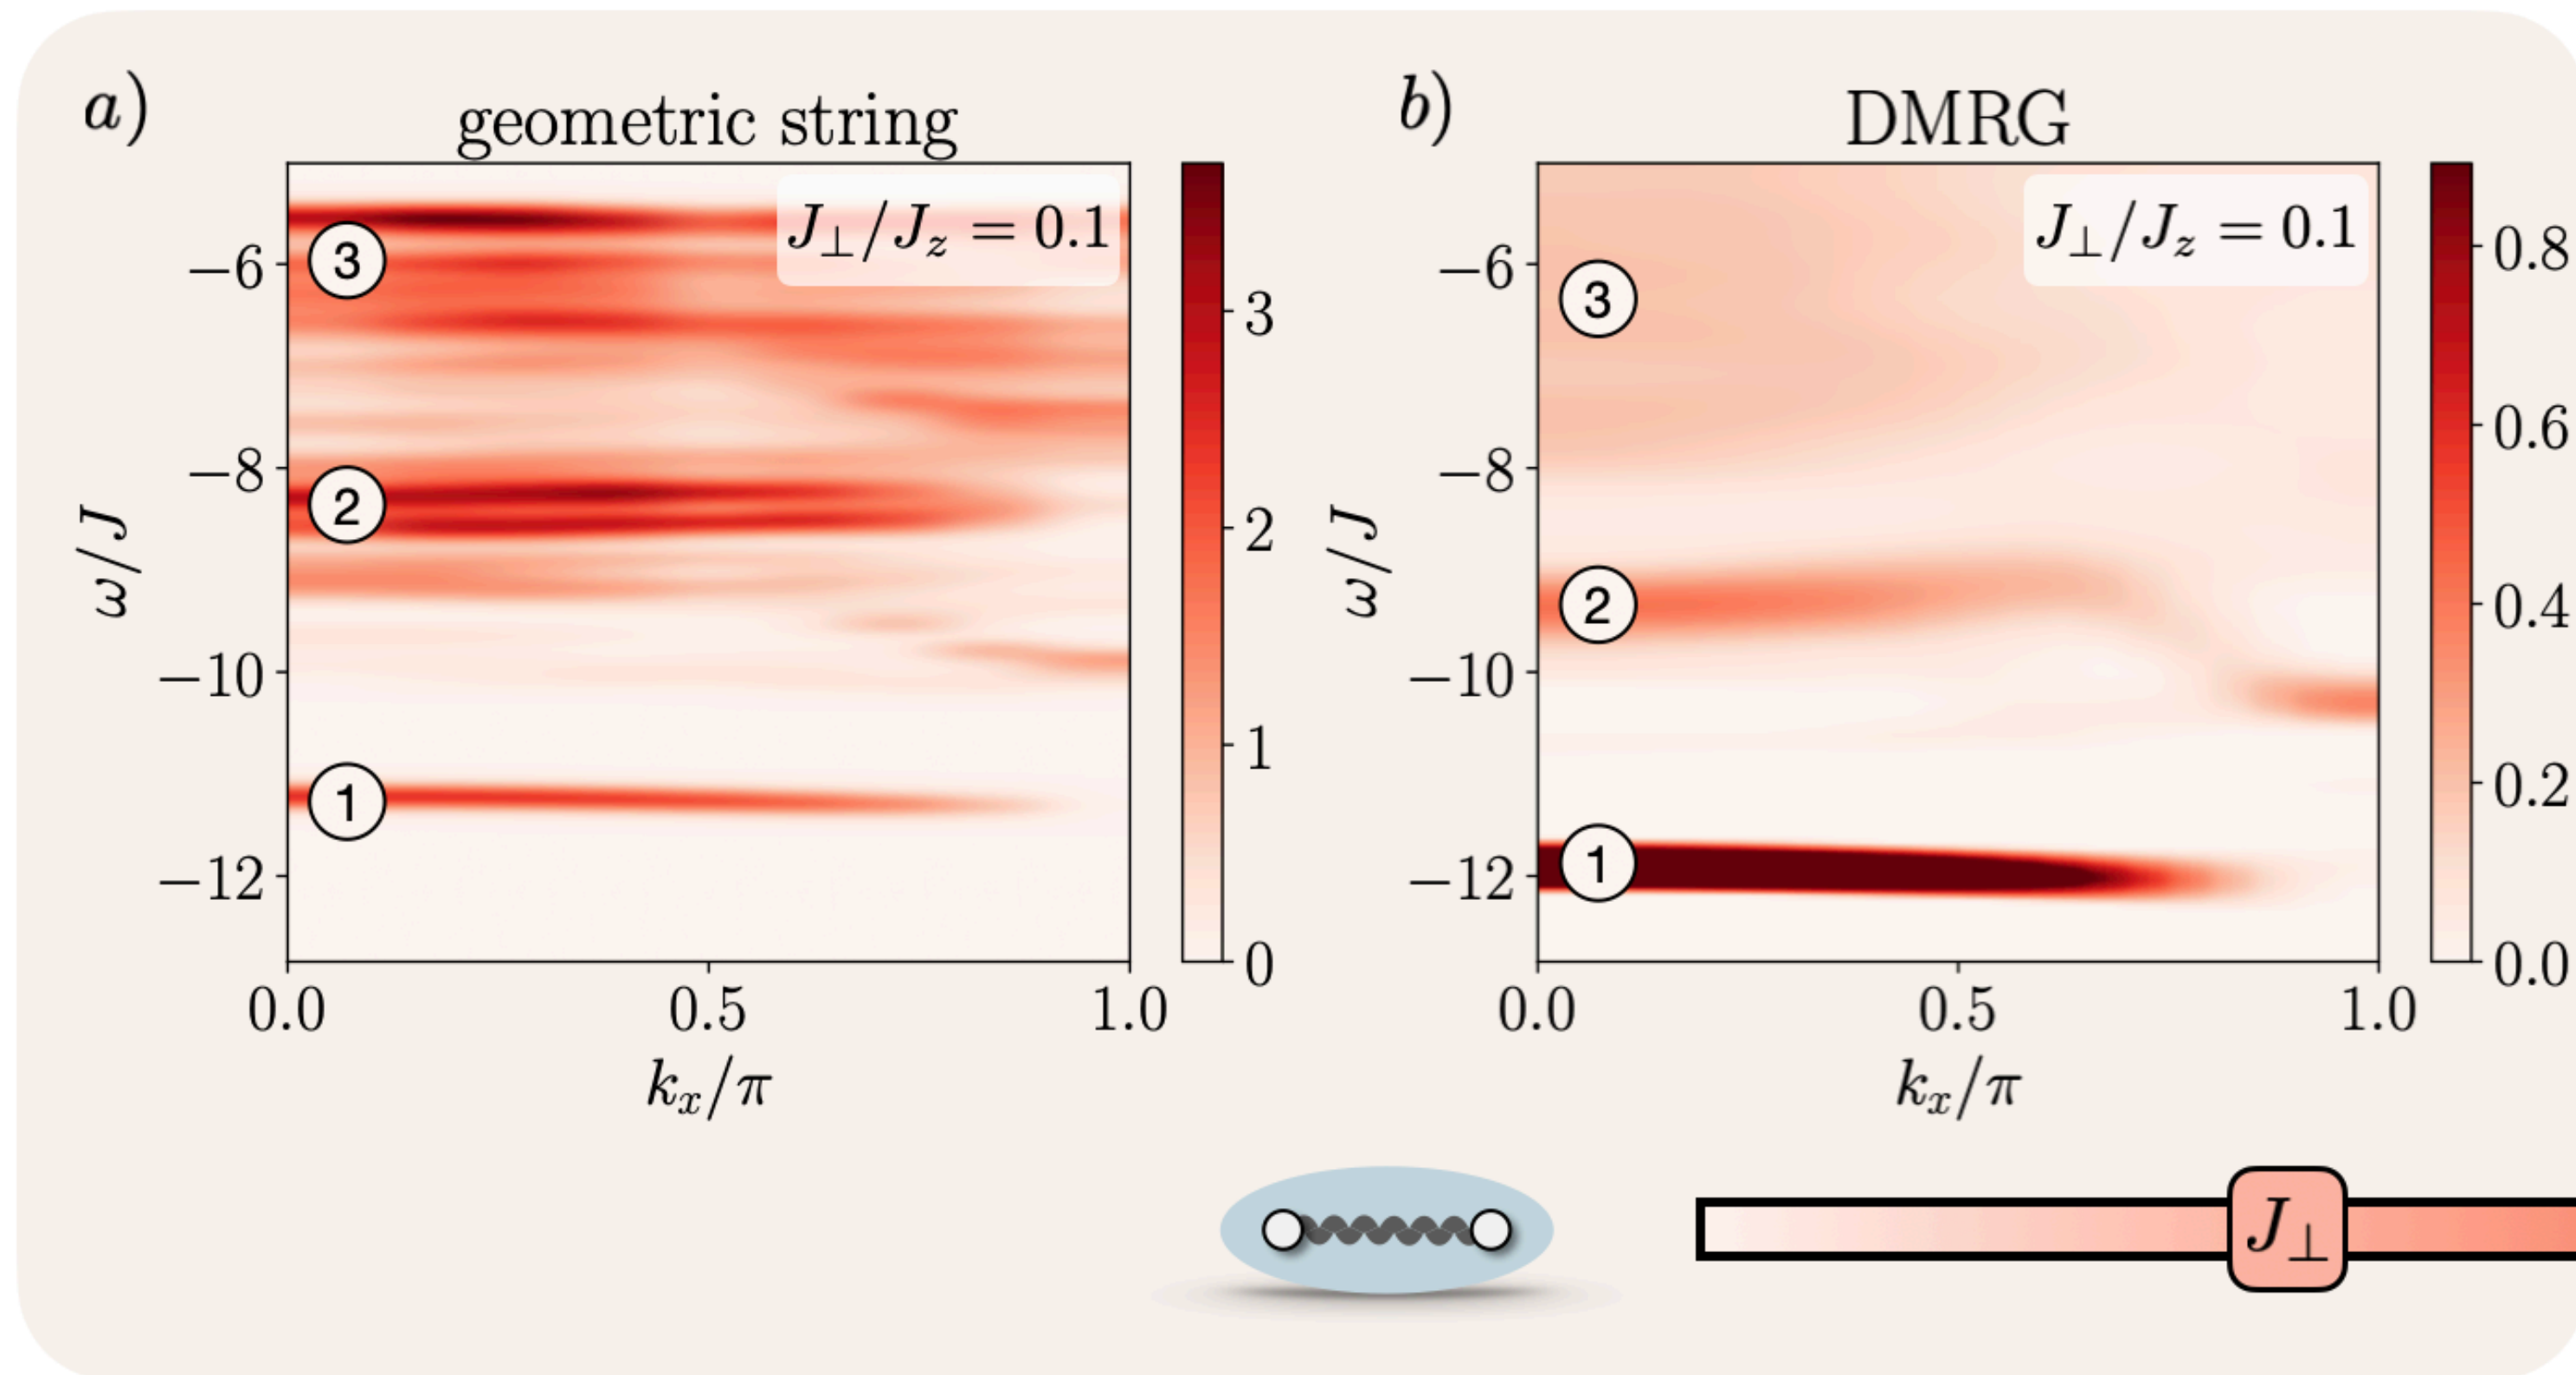 a)
geometric string
J⊥/Jz = 0.1
3
2
1
−6
−8
−10
−12
ω/J
0.0
0.5
1.0
kx/π
3
2
1
0
b)
DMRG
J⊥/Jz = 0.1
3
2
1
−6
−8
−10
−12
ω/J
0.0
0.5
1.0
kx/π
0.8
0.6
0.4
0.2
0.0
J⊥